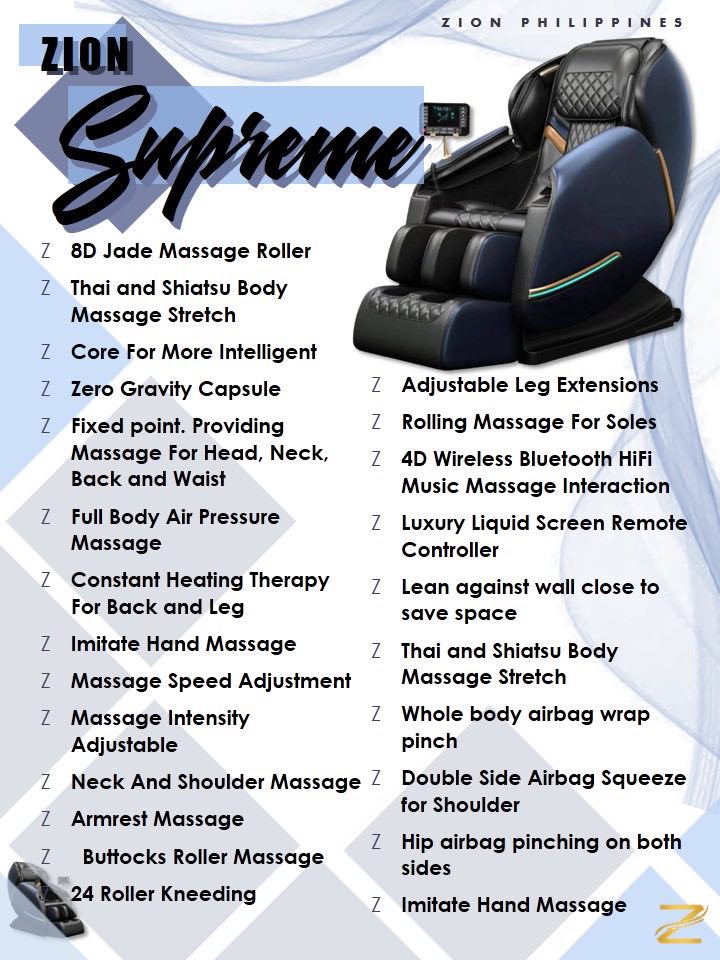 ZION PHILIPPINES
ZION
Supreme
Z 8D Jade Massage Roller
Z Thai and Shiatsu Body
Massage Stretch
Z Core For More Intelligent
Z Zero Gravity Capsule
Z Fixed point. Providing
Massage For Head, Neck,
Back and Waist
Z Full Body Air Pressure
Massage
Z Constant Heating Therapy
For Back and Leg
Z Imitate Hand Massage
Z Massage Speed Adjustment
Z Massage Intensity
Adjustable
Z Neck And Shoulder Massage
Z Armrest Massage
Z Buttocks Roller Massage
Z 24 Roller Kneeding
Z Adjustable Leg Extensions
Z Rolling Massage For Soles
Z 4D Wireless Bluetooth HiFi
Music Massage Interaction
Z Luxury Liquid Screen Remote
Controller
Z Lean against wall close to
save space
Z Thai and Shiatsu Body
Massage Stretch
Z Whole body airbag wrap
pinch
Z Double Side Airbag Squeeze
for Shoulder
Z Hip airbag pinching on both
sides
Z Imitate Hand Massage
Z